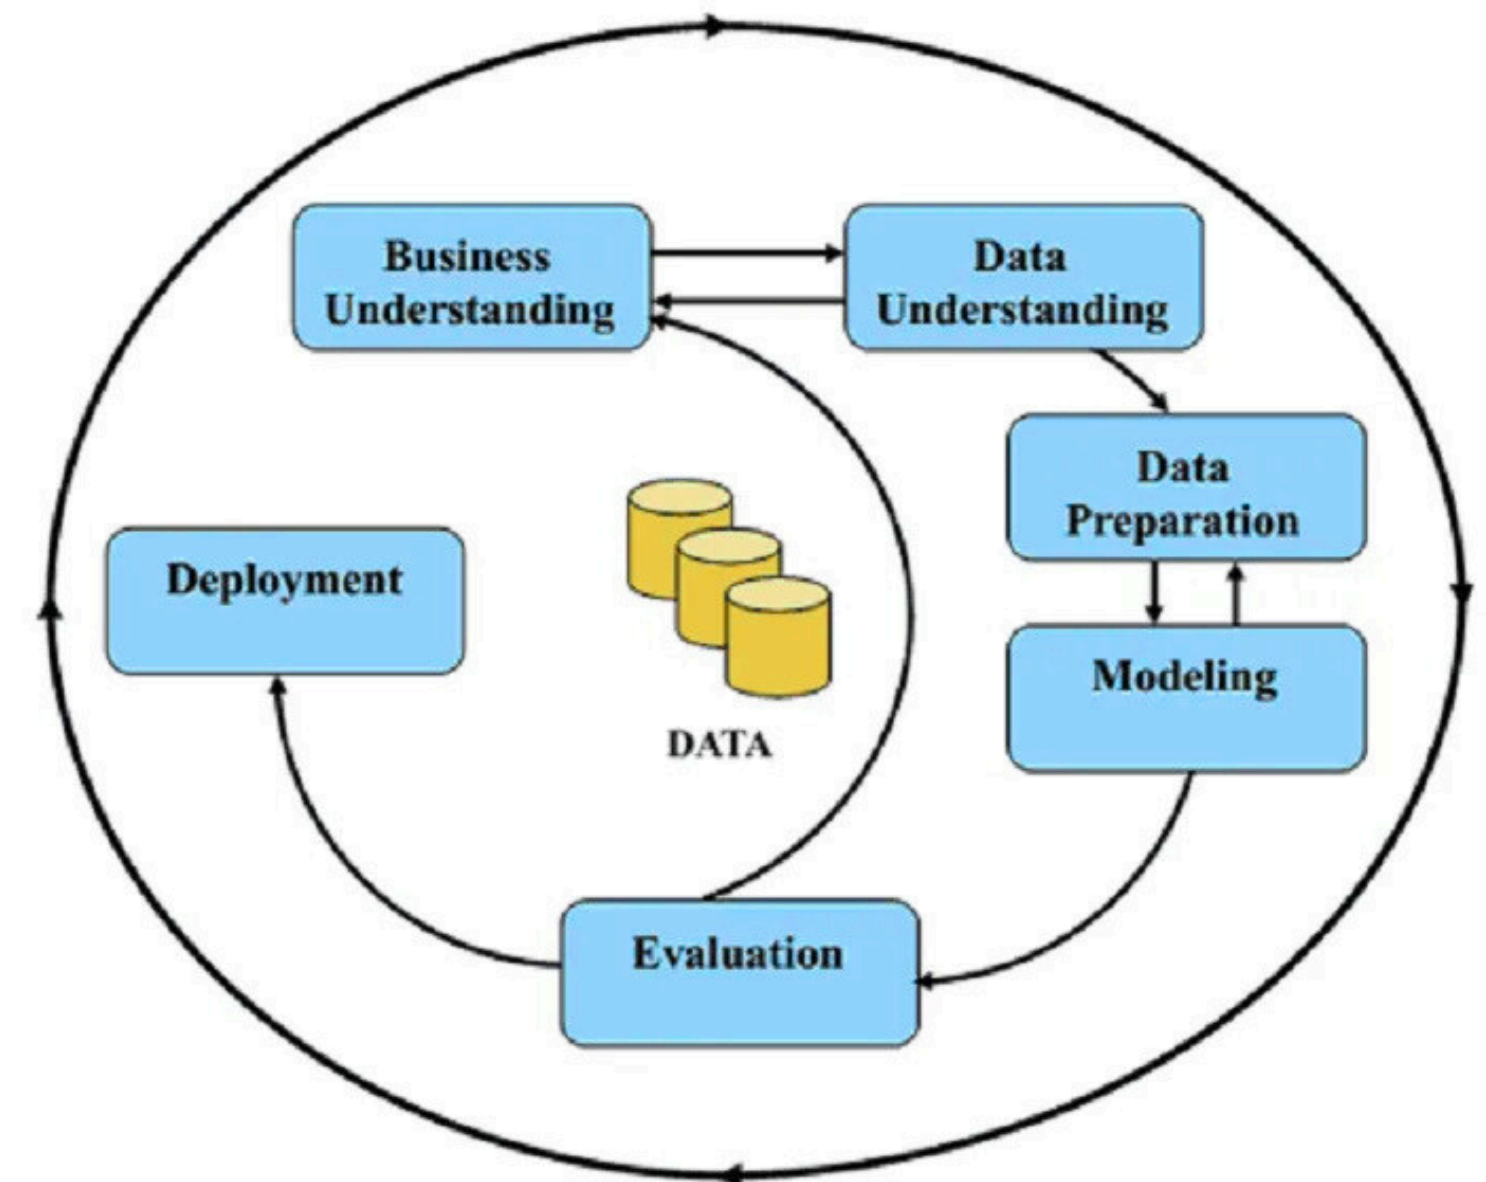 Business
Understanding
Data
Understanding
Data
Preparation
Deployment
Modeling
DATA
Evaluation